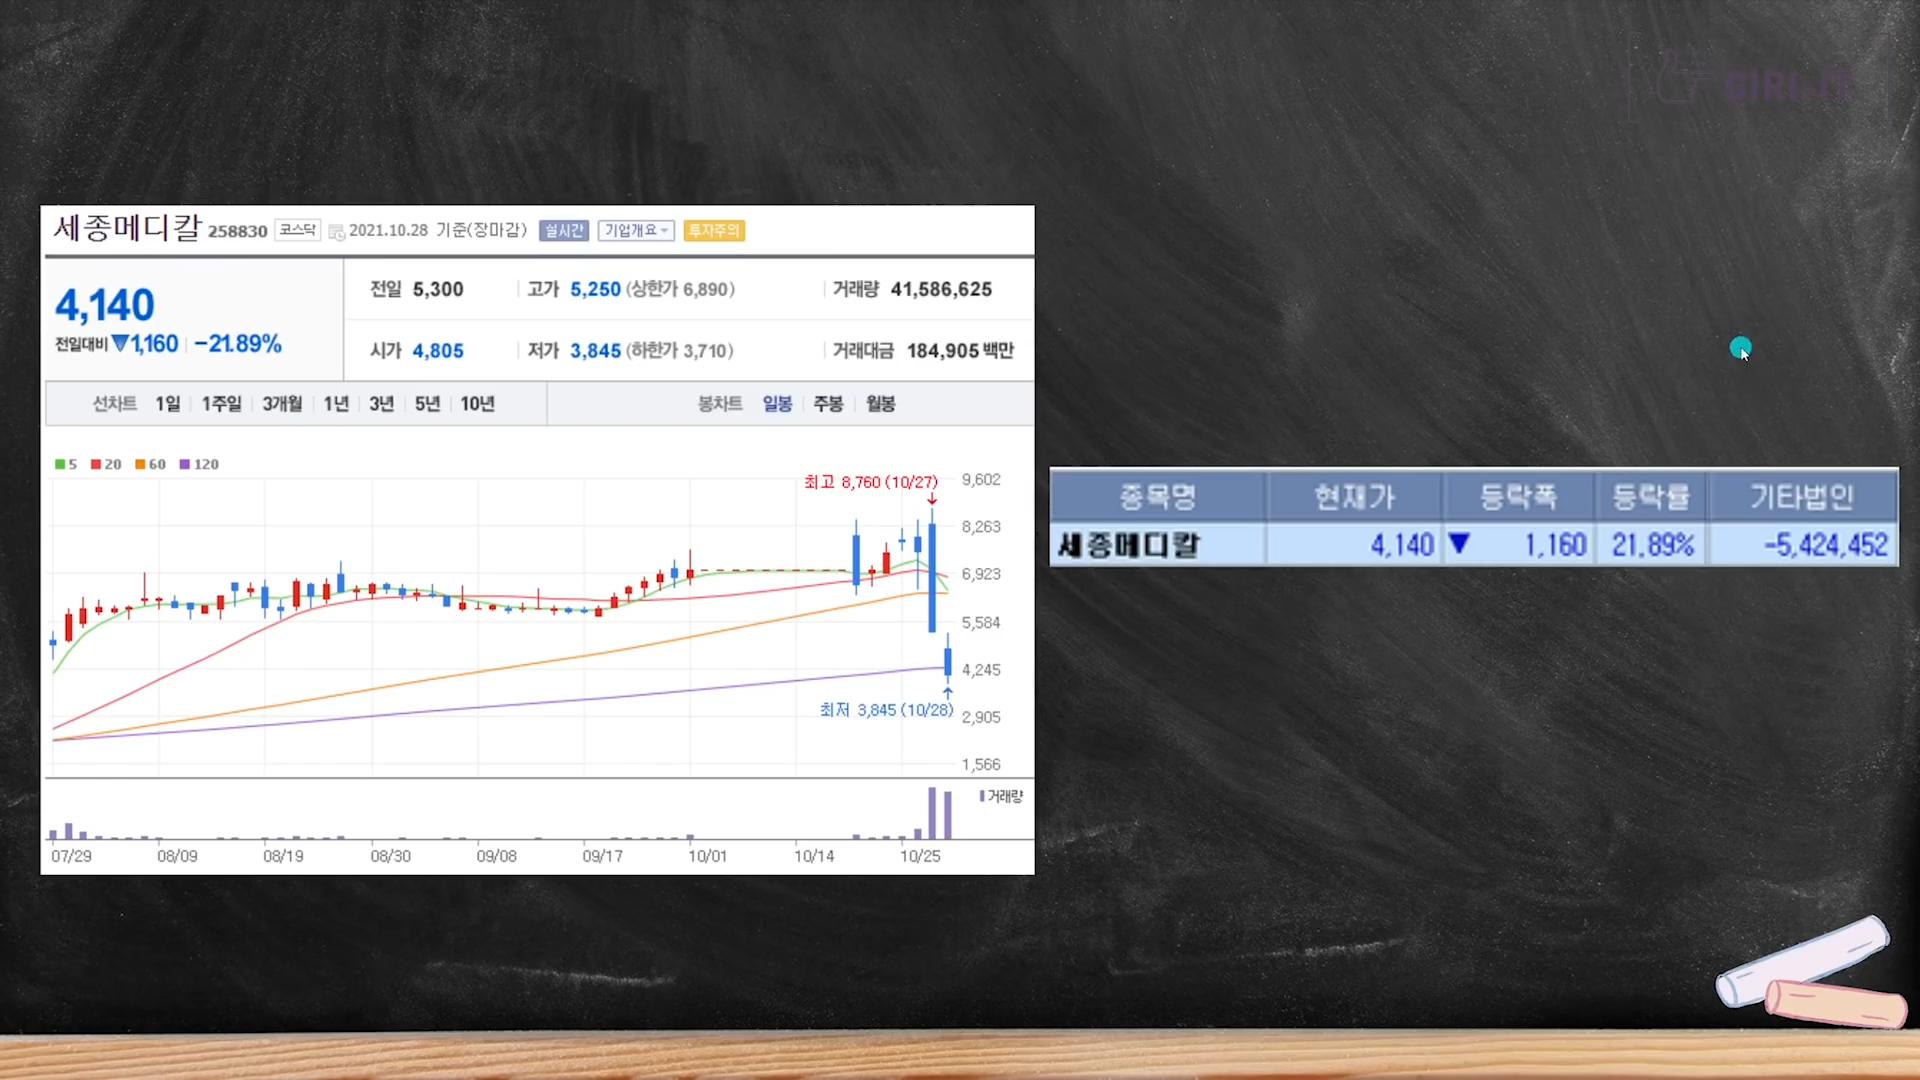 세종메디칼 258830 코스닥 2021.10.28 기준(장마감) 실시간 기업개요 투자주의
4,140
전일대비 ▼1,160 -21.89%
전일 5,300 고가 5,250 (상한가 6,890) 거래량 41,586,625
시가 4,805 저가 3,845 (하한가 3,710) 거래대금 184,905 백만
선차트 1일 1주일 3개월 1년 3년 5년 10년 봉차트 일봉 주봉 월봉
5 20 60 120
최고 8,760 (10/27)
9,602
8,263
6,923
5,584
4,245
최저 3,845 (10/28)
2,905
1,566
거래량
07/29 08/09 08/19 08/30 09/08 09/17 10/01 10/14 10/25
종목명 현재가 등락폭 등락률 기타법인
세종메디칼 4,140 ▼ 1,160 21.89% -5,424,452